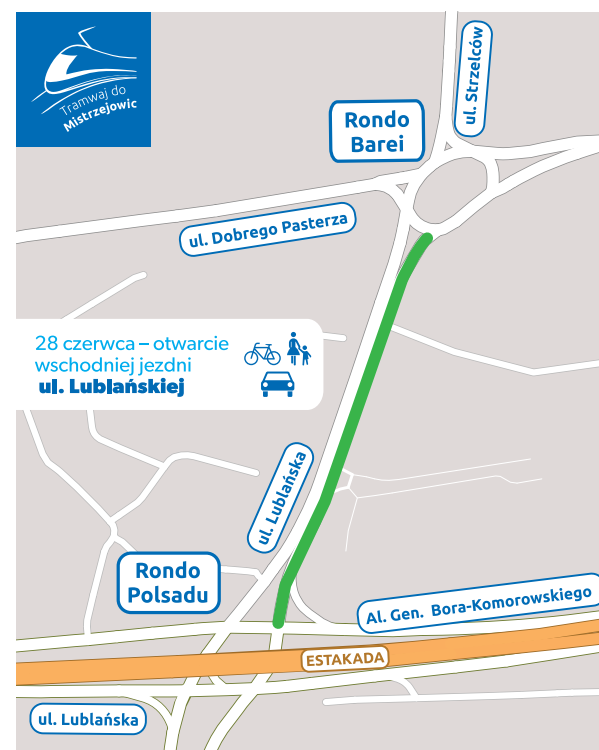 Tramwaj do
Mistrzejowic
ul. Strzelców
Rondo
Barei
ul. Dobrego Pasterza
28 czerwca – otwarcie
wschodniej jezdni
ul. Lublańskiej
ul. Lublańska
Rondo
Polsadu
Al. Gen. Bora-Komorowskiego
ESTAKADA
ul. Lublańska